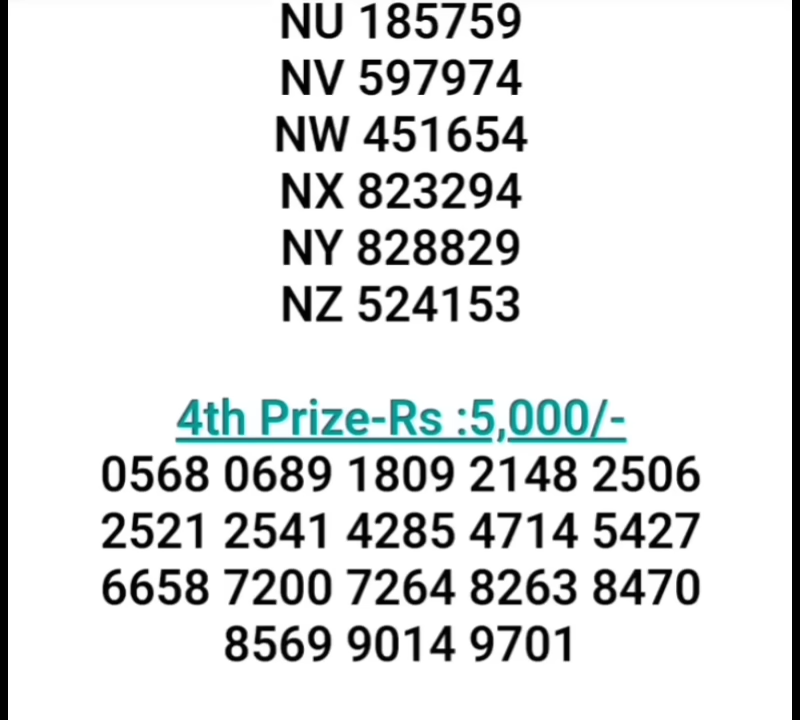 NU 185759
NV 597974
NW 451654
NX 823294
NY 828829
NZ 524153
4th Prize-Rs :5,000/-
0568 0689 1809 2148 2506
2521 2541 4285 4714 5427
6658 7200 7264 8263 8470
8569 9014 9701